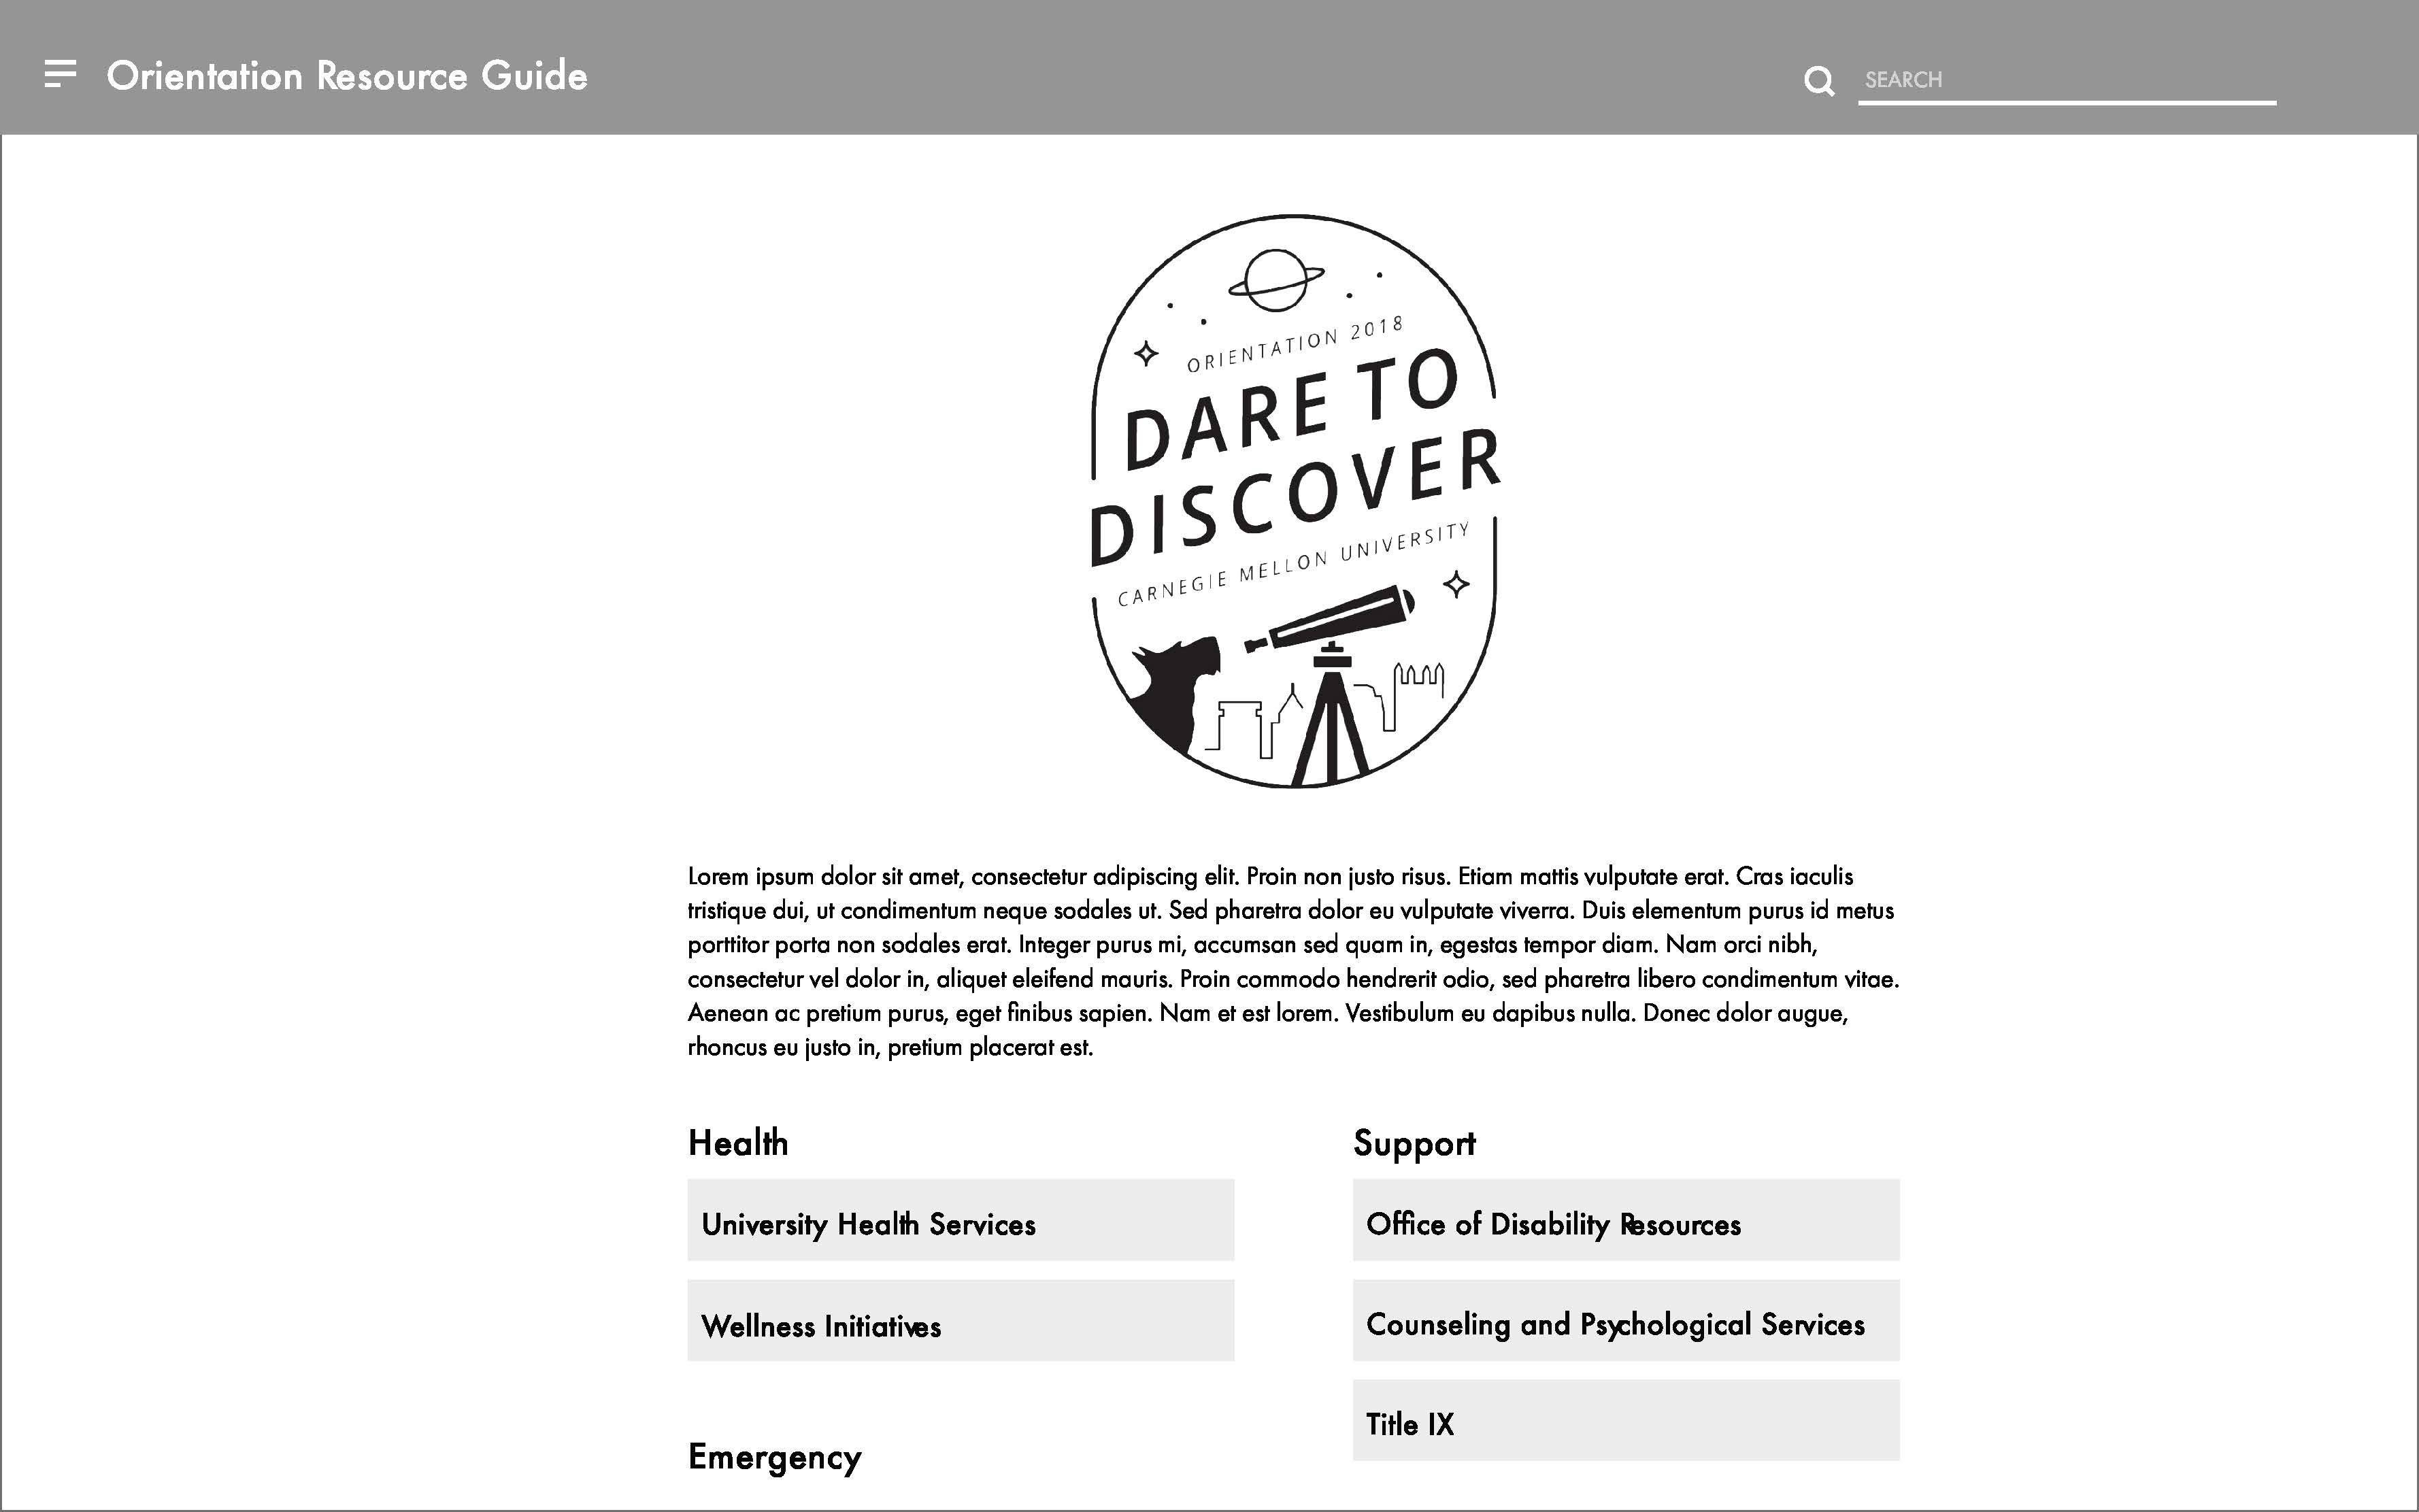 Orientation Resource Guide
SEARCH
ORIENTATION 2018
DARE TO
DISCOVER
CARNEGIE MELLON UNIVERSITY
Lorem ipsum dolor sit amet, consectetur adipiscing elit. Proin non justo risus. Etiam mattis vulputate erat. Cras iaculis
tristique dui, ut condimentum neque sodales ut. Sed pharetra dolor eu vulputate viverra. Duis elementum purus id metus
porttitor porta non sodales erat. Integer purus mi, accumsan sed quam in, egestas tempor diam. Nam orci nibh,
consectetur vel dolor in, aliquet eleifend mauris. Proin commodo hendrerit odio, sed pharetra libero condimentum vitae.
Aenean ac pretium purus, eget finibus sapien. Nam et est lorem. Vestibulum eu dapibus nulla. Donec dolor augue,
rhoncus eu justo in, pretium placerat est.
Health
University Health Services
Wellness Initiatives
Emergency
Support
Office of Disability Resources
Counseling and Psychological Services
Title IX